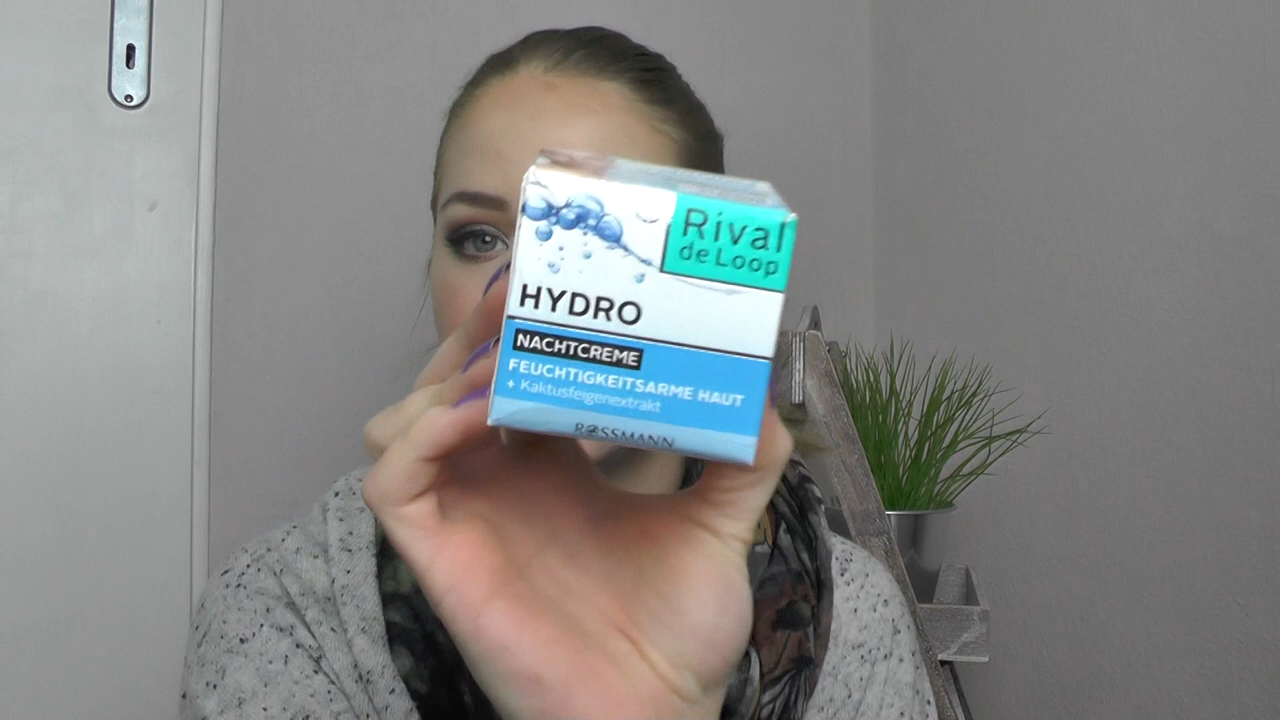 Rival
de Loop
HYDRO
NACHTCREME
FEUCHTIGKEITSARME HAUT
+ Kaktusfeigenextrakt
ROSSMANN